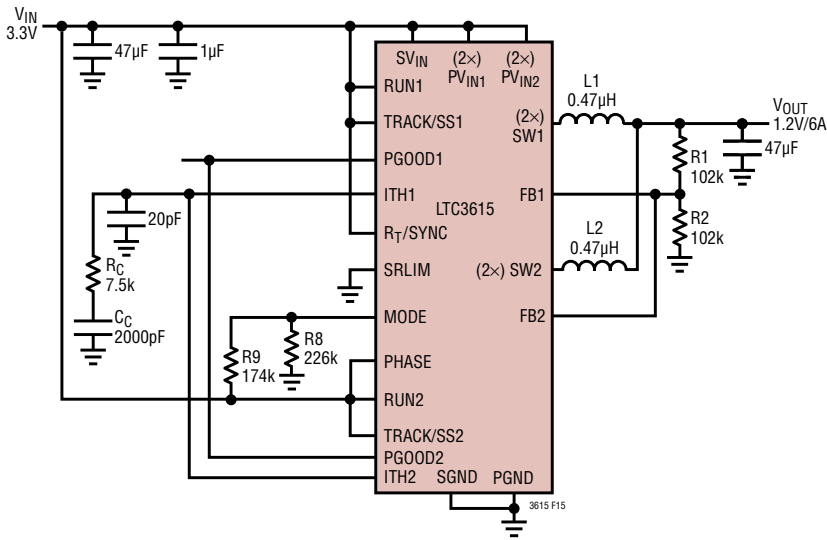 VIN
3.3V
47µF
1µF
SVIN
(2×)
PVIN1
(2×)
PVIN2
RUN1
TRACK/SS1
PGOOD1
ITH1
RT/SYNC
SRLIM
MODE
PHASE
RUN2
TRACK/SS2
PGOOD2
ITH2
SGND
PGND
LTC3615
(2×)
SW1
FB1
(2×) SW2
FB2
L1
0.47µH
VOUT
1.2V/6A
47µF
R1
102k
R2
102k
L2
0.47µH
20pF
RC
7.5k
CC
2000pF
R9
174k
R8
226k
3615 F15